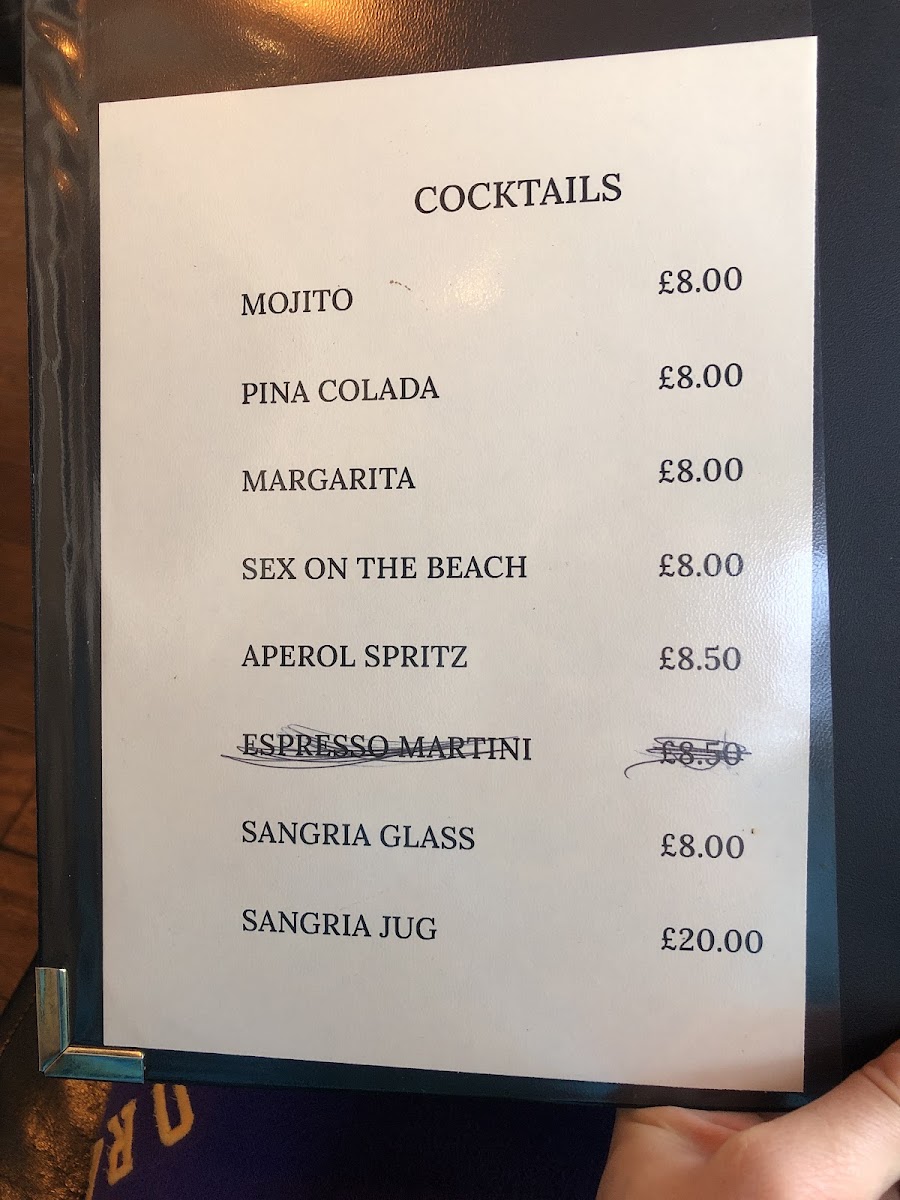 COCKTAILS
MOJITO £8.00
PINA COLADA £8.00
MARGARITA £8.00
SEX ON THE BEACH £8.00
APEROL SPRITZ £8.50
ESPRESSO MARTINI £8.50
SANGRIA GLASS £8.00
SANGRIA JUG £20.00